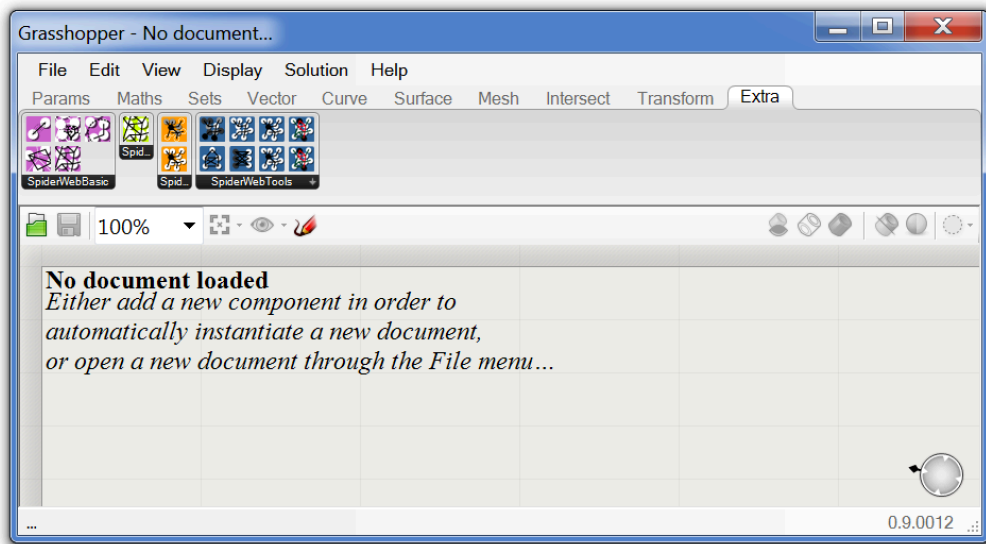 Grasshopper - No document...
File Edit View Display Solution Help
Params Maths Sets Vector Curve Surface Mesh Intersect Transform Extra
Spid...
SpiderWebBasic Spid... SpiderWebTools +
100%
No document loaded
Either add a new component in order to
automatically instantiate a new document,
or open a new document through the File menu...
... 0.9.0012